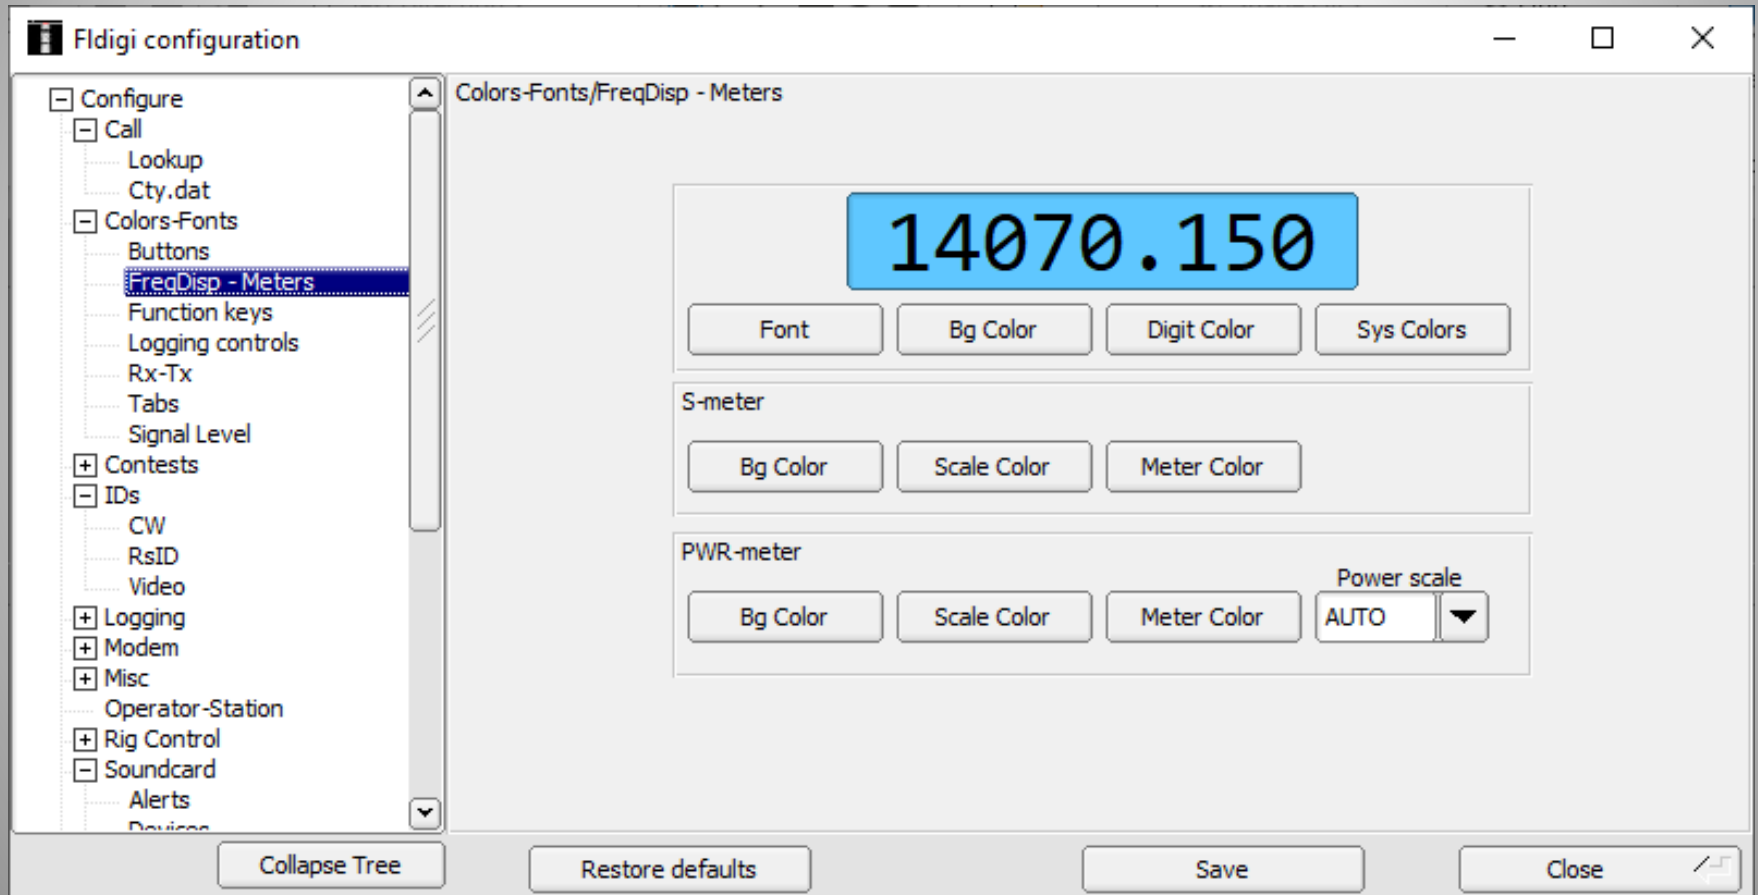 Fldigi configuration
Configure
Call
Lookup
Cty.dat
Colors-Fonts
Buttons
FreqDisp - Meters
Function keys
Logging controls
Rx-Tx
Tabs
Signal Level
Contests
IDs
CW
RsID
Video
Logging
Modem
Misc
Operator-Station
Rig Control
Soundcard
Alerts
Devices
Colors-Fonts/FreqDisp - Meters
14070.150
Font Bg Color Digit Color Sys Colors
S-meter
Bg Color Scale Color Meter Color
PWR-meter
Power scale
Bg Color Scale Color Meter Color AUTO
Collapse Tree Restore defaults Save Close